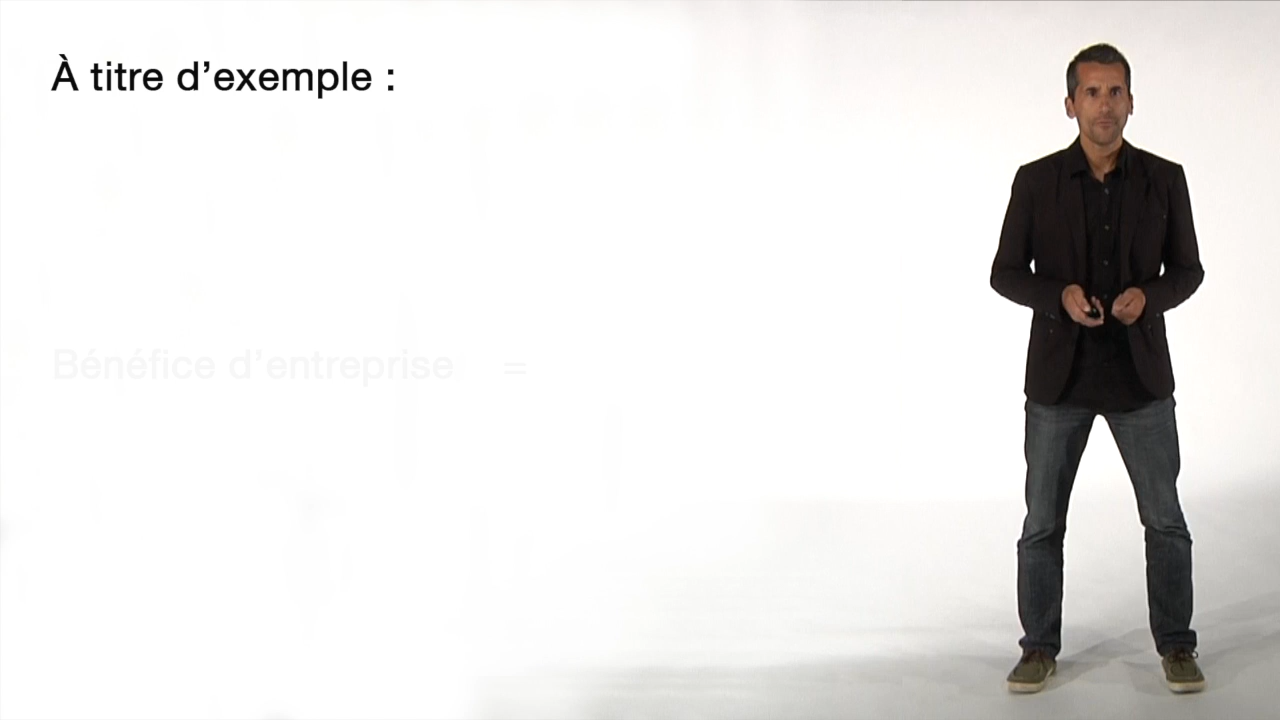 À titre d’exemple :
Bénéfice d’entreprise =